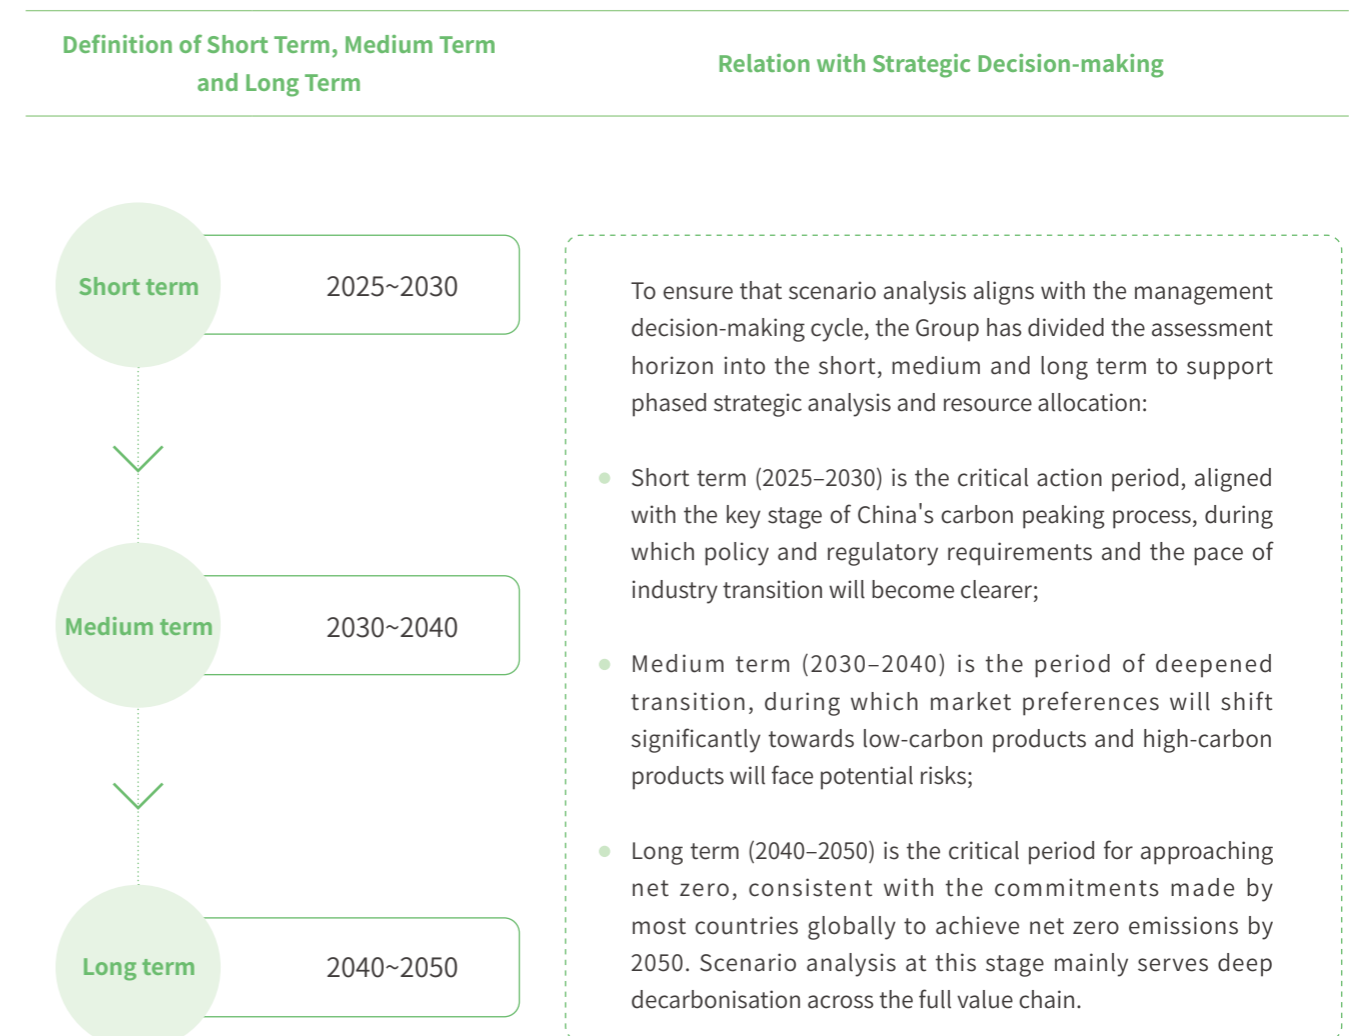 Definition of Short Term, Medium Term
and Long Term
Relation with Strategic Decision-making
Short term
2025~2030
Medium term
2030~2040
Long term
2040~2050
To ensure that scenario analysis aligns with the management
decision-making cycle, the Group has divided the assessment
horizon into the short, medium and long term to support
phased strategic analysis and resource allocation:
Short term (2025–2030) is the critical action period, aligned
with the key stage of China's carbon peaking process, during
which policy and regulatory requirements and the pace of
industry transition will become clearer;
Medium term (2030–2040) is the period of deepened
transition, during which market preferences will shift
significantly towards low-carbon products and high-carbon
products will face potential risks;
Long term (2040–2050) is the critical period for approaching
net zero, consistent with the commitments made by
most countries globally to achieve net zero emissions by
2050. Scenario analysis at this stage mainly serves deep
decarbonisation across the full value chain.